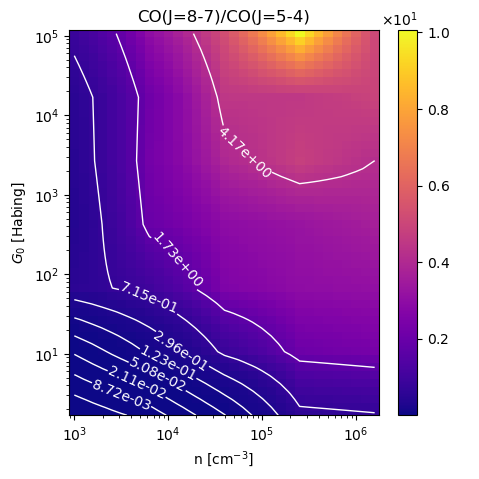 CO(J=8-7)/CO(J=5-4)
×10¹
10⁵
10⁴
10³
10²
10¹
G₀ [Habing]
4.17e+00
1.73e+00
7.15e-01
2.96e-01
1.23e-01
5.08e-02
2.11e-02
8.72e-03
10³ 10⁴ 10⁵ 10⁶
n [cm⁻³]
1.0
0.8
0.6
0.4
0.2